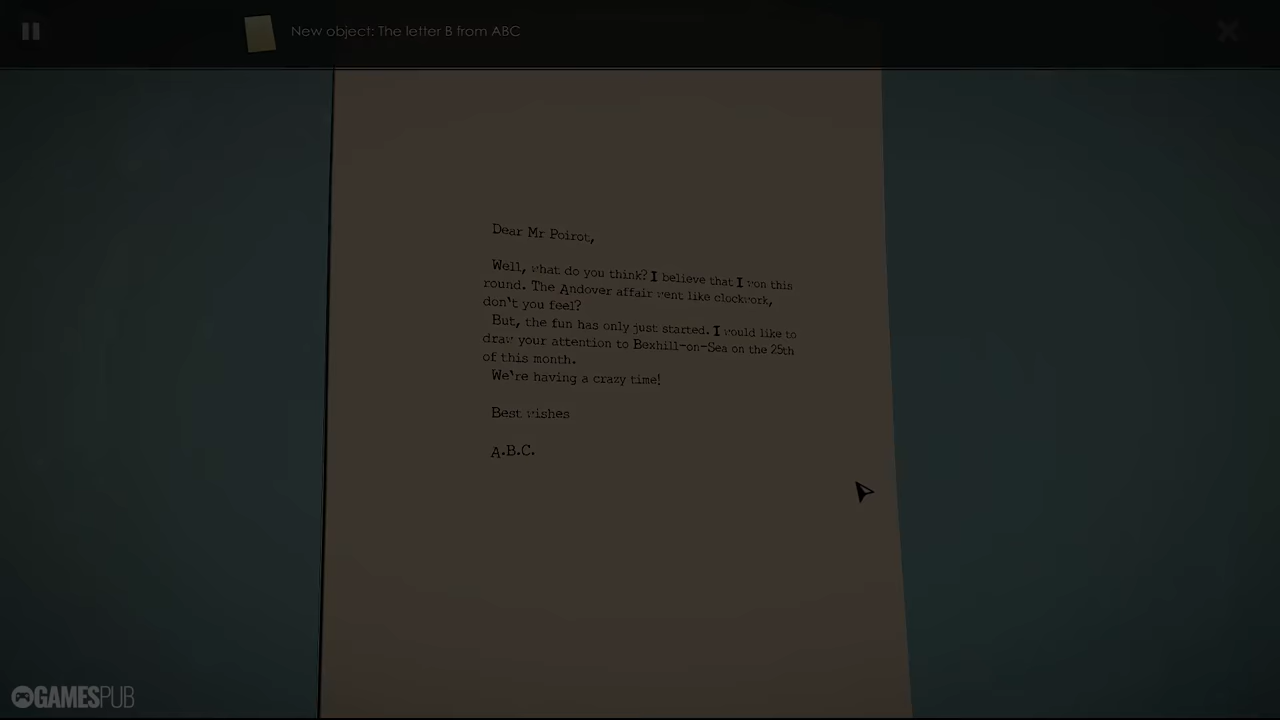 New object: The letter B from ABC
Dear Mr Poirot,
Well, what do you think? I believe that I won this
round. The Andover affair went like clockwork,
don't you feel?
But, the fun has only just started. I would like to
draw your attention to Bexhill-on-Sea on the 25th
of this month.
We're having a crazy time!
Best wishes
A.B.C.
GAMESPUB